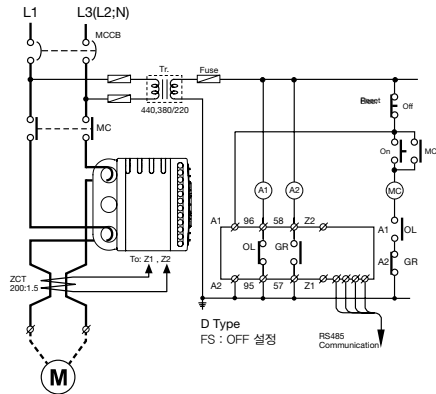 L1 L3(L2;N)
MCCB
Tr. Fuse
440,380/220
Off
MC
On MC
A1 A2 MC
A1 96 58 Z2
A1 OL
OL GR
A2 GR
To: Z1 , Z2
ZCT
200:1.5
A2 95 57 Z1
D Type
FS : OFF 설정
RS485
Communication
M